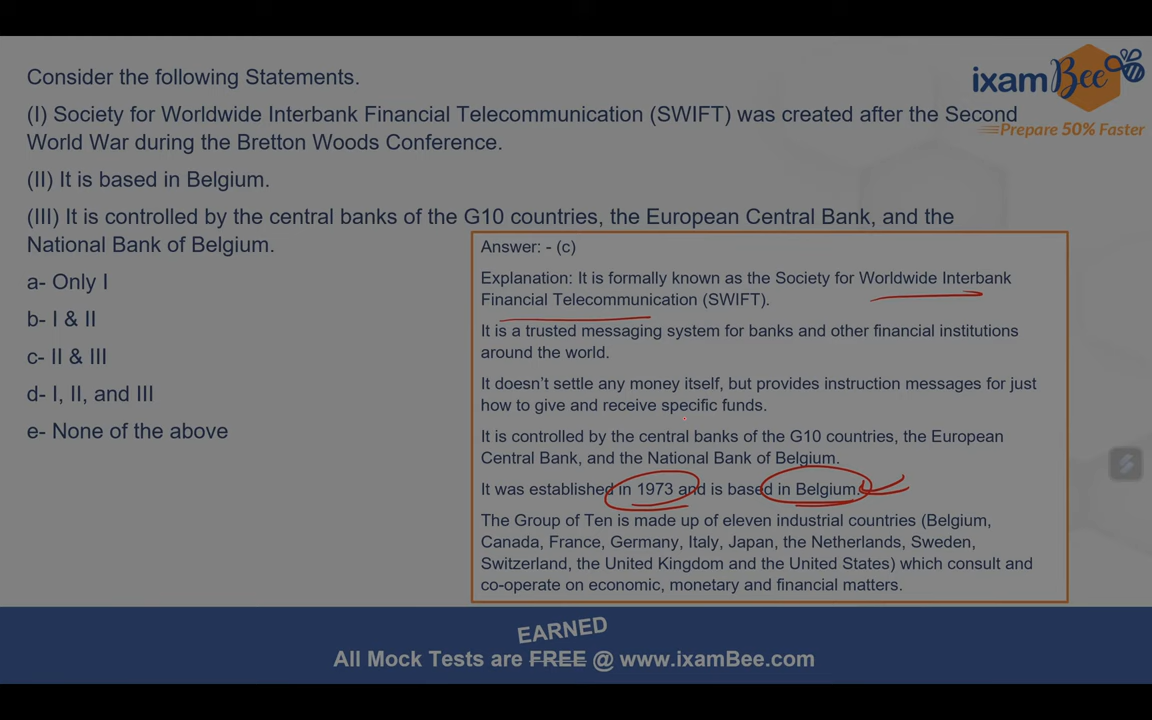 Consider the following Statements.
ixamBee
Prepare 50% Faster
(I) Society for Worldwide Interbank Financial Telecommunication (SWIFT) was created after the Second
World War during the Bretton Woods Conference.
(II) It is based in Belgium.
(III) It is controlled by the central banks of the G10 countries, the European Central Bank, and the
National Bank of Belgium.
a- Only I
b- I & II
c- II & III
d- I, II, and III
e- None of the above
Answer: - (c)
Explanation: It is formally known as the Society for Worldwide Interbank
Financial Telecommunication (SWIFT).
It is a trusted messaging system for banks and other financial institutions
around the world.
It doesn’t settle any money itself, but provides instruction messages for just
how to give and receive specific funds.
It is controlled by the central banks of the G10 countries, the European
Central Bank, and the National Bank of Belgium.
It was established in 1973 and is based in Belgium.
The Group of Ten is made up of eleven industrial countries (Belgium,
Canada, France, Germany, Italy, Japan, the Netherlands, Sweden,
Switzerland, the United Kingdom and the United States) which consult and
co-operate on economic, monetary and financial matters.
EARNED
All Mock Tests are FREE @ www.ixamBee.com